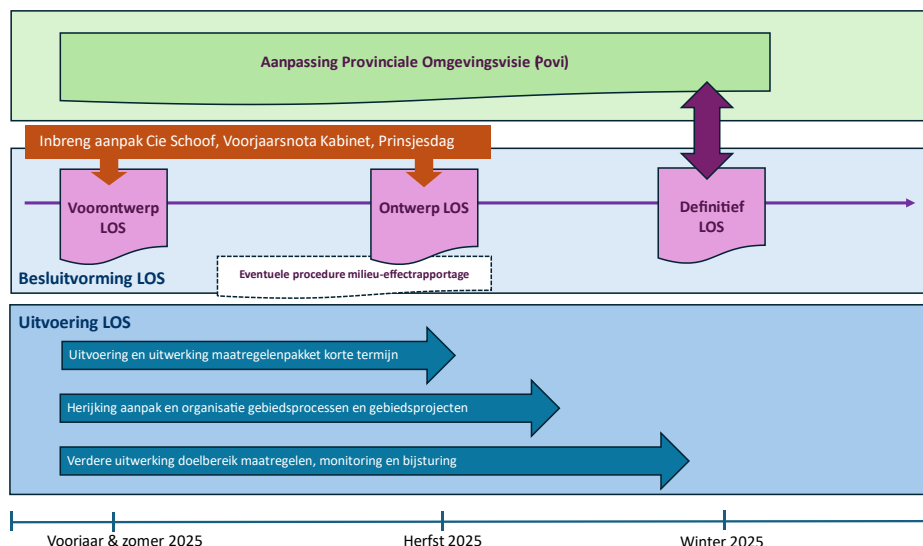 Aanpassing Provinciale Omgevingsvisie (Povi)
Inbreng aanpak Cie Schoof, Voorjaarsnota Kabinet, Prinsjesdag
Voorontwerp
LOS
Ontwerp LOS
Definitief
LOS
Eventuele procedure milieu-effectrapportage
Besluitvorming LOS
Uitvoering LOS
Uitvoering en uitwerking maatregelenpakket korte termijn
Herijking aanpak en organisatie gebiedsprocessen en gebiedsprojecten
Verdere uitwerking doelbereik maatregelen, monitoring en bijsturing
Voorjaar & zomer 2025
Herfst 2025
Winter 2025